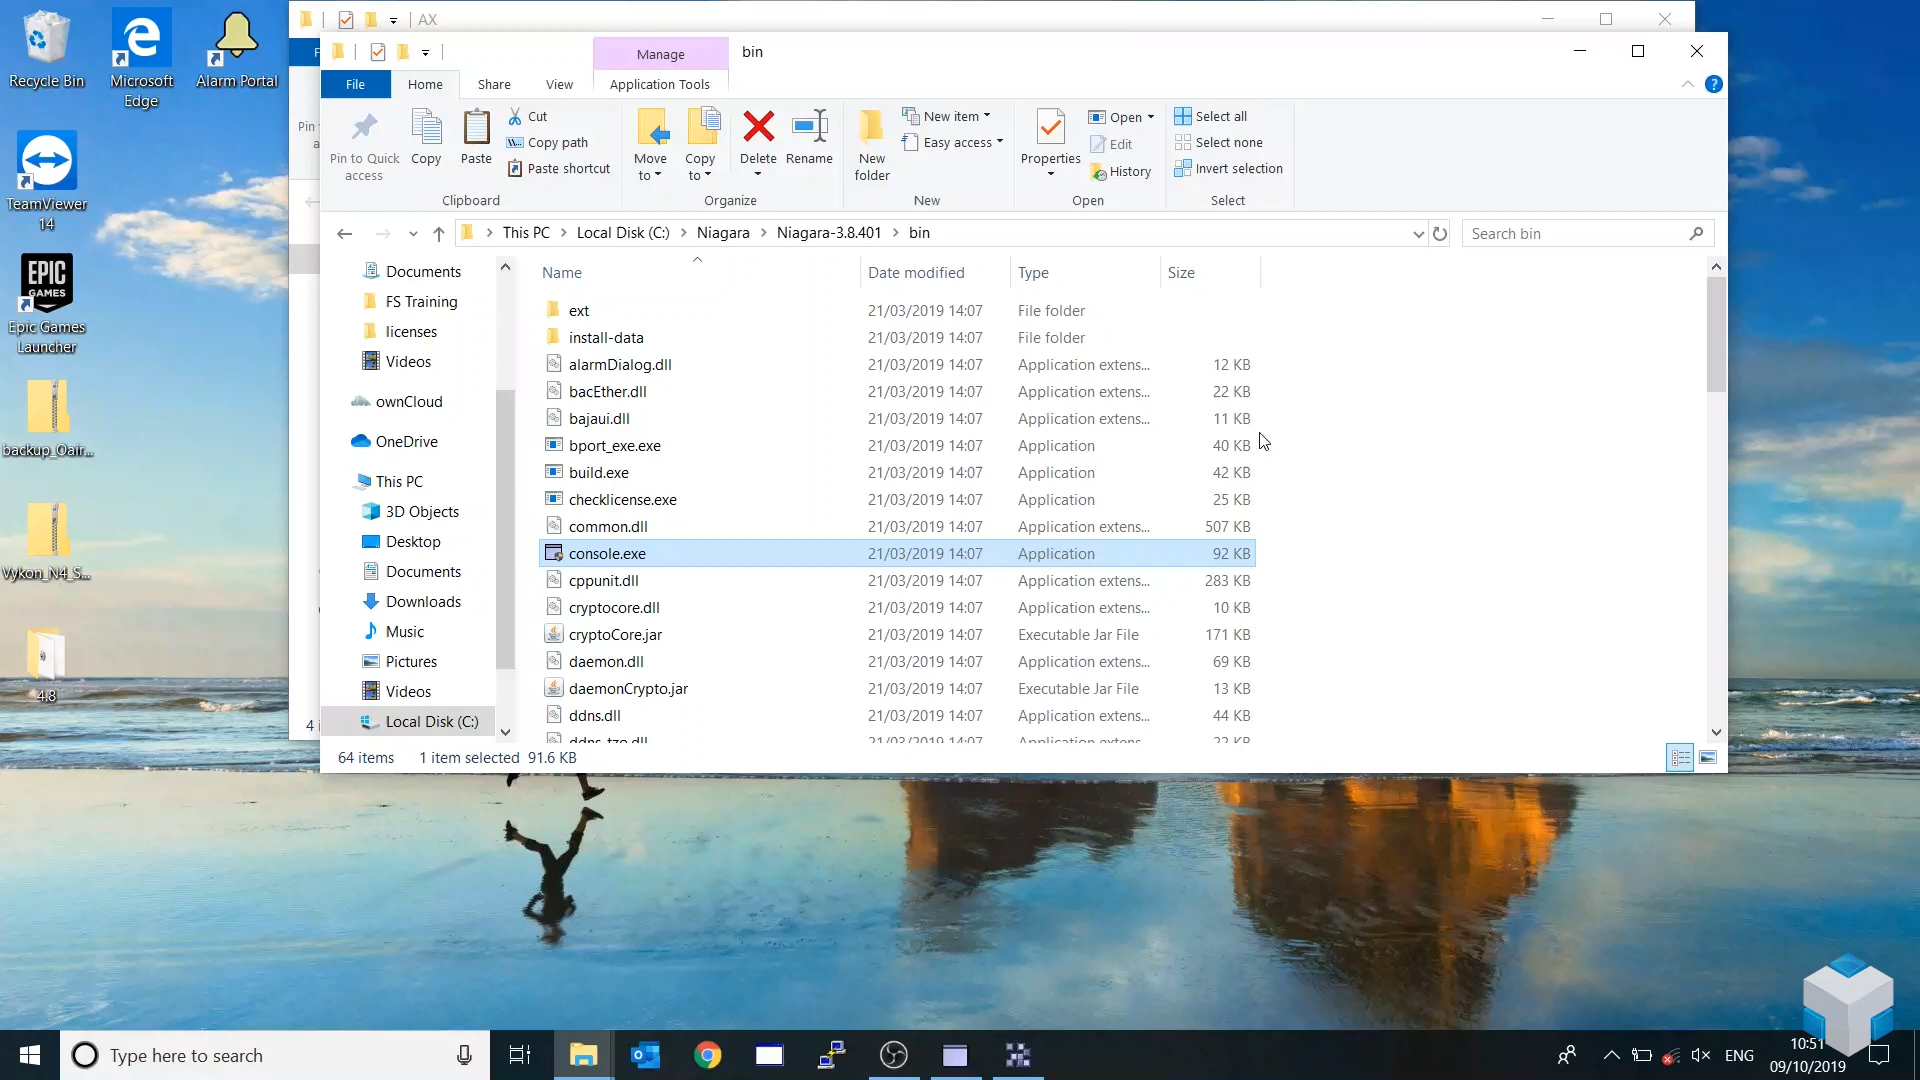 AX
Recycle Bin
Microsoft
Edge
Alarm Portal
TeamViewer
14
EPIC
GAMES
Epic Games
Launcher
backup_Oair...
Vykon_N4_S...
4.8
Manage
bin
File
Home
Share
View
Application Tools
Pin to Quick
access
Copy
Paste
Cut
Copy path
Paste shortcut
Clipboard
Move
to
Copy
to
Delete
Rename
Organize
New
folder
New item
Easy access
New
Properties
Open
Edit
History
Open
Select all
Select none
Invert selection
Select
This PC
Local Disk (C:)
Niagara
Niagara-3.8.401
bin
Search bin
Documents
FS Training
licenses
Videos
ownCloud
OneDrive
This PC
3D Objects
Desktop
Documents
Downloads
Music
Pictures
Videos
Local Disk (C:)
Name Date modified Type Size
ext 21/03/2019 14:07 File folder
install-data 21/03/2019 14:07 File folder
alarmDialog.dll 21/03/2019 14:07 Application extens... 12 KB
bacEther.dll 21/03/2019 14:07 Application extens... 22 KB
bajaui.dll 21/03/2019 14:07 Application extens... 11 KB
bport_exe.exe 21/03/2019 14:07 Application 40 KB
build.exe 21/03/2019 14:07 Application 42 KB
checklicense.exe 21/03/2019 14:07 Application 25 KB
common.dll 21/03/2019 14:07 Application extens... 507 KB
console.exe 21/03/2019 14:07 Application 92 KB
cppunit.dll 21/03/2019 14:07 Application extens... 283 KB
cryptocore.dll 21/03/2019 14:07 Application extens... 10 KB
cryptoCore.jar 21/03/2019 14:07 Executable Jar File 171 KB
daemon.dll 21/03/2019 14:07 Application extens... 69 KB
daemonCrypto.jar 21/03/2019 14:07 Executable Jar File 13 KB
ddns.dll 21/03/2019 14:07 Application extens... 44 KB
64 items 1 item selected 91.6 KB
Type here to search
ENG
10:51
09/10/2019